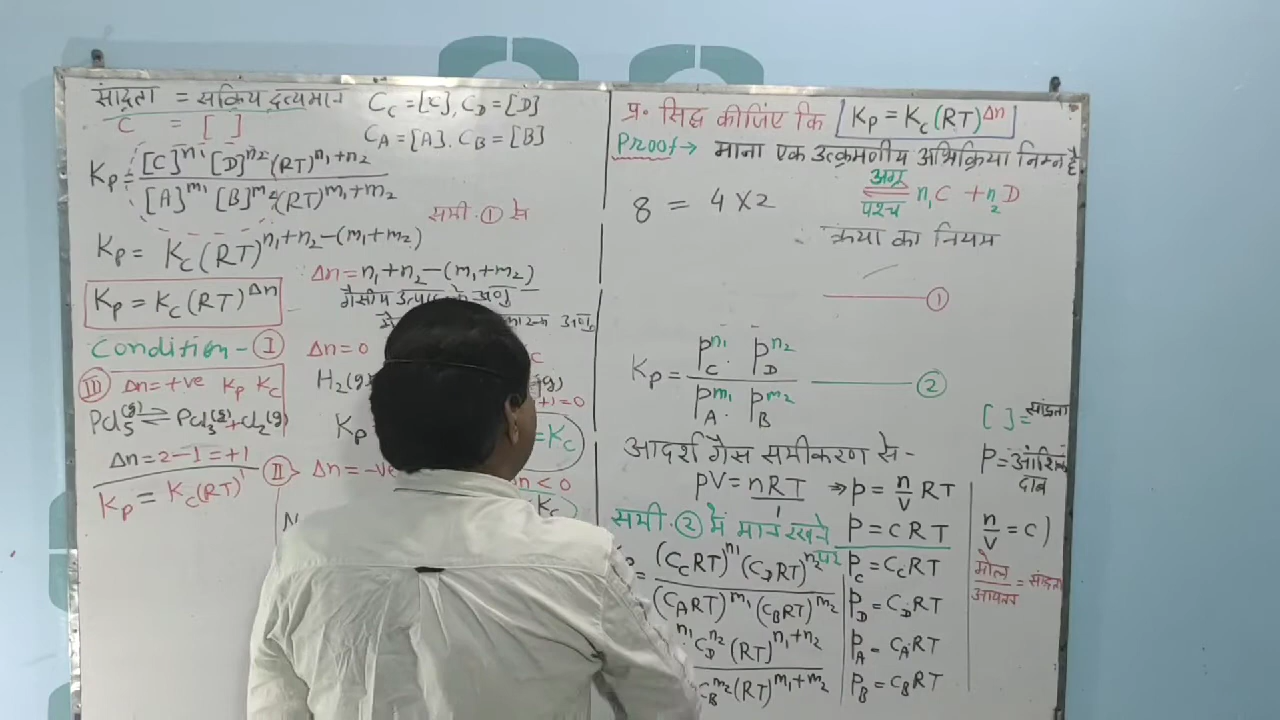 सांद्रता = सक्रिय द्रव्यमान
C = [ ]
C_C = [C], C_D = [D]
C_A = [A]. C_B = [B]
K_P = [C]^n₁ [D]^n₂ (RT)^n₁+n₂ / [A]^m₁ [B]^m₂ (RT)^m₁+m₂
समी. ① से
K_P = K_C (RT)^n₁+n₂-(m₁+m₂)
Δn = n₁+n₂-(m₁+m₂)
K_P = K_C (RT)^Δn
गैसीय
Condition - Ⅰ
Δn = 0
H₂(g)
+1) = 0
K_P
= K_C
Ⅲ Δn = +ve K_P K_C
PCl₅(g) ⇌ PCl₃(g) + Cl₂(g)
Δn = 2-1 = +1
K_P = K_C (RT)^1
Ⅱ Δn = -ve
n < 0
K_C
N
प्र. सिद्ध कीजिए कि K_P = K_C (RT)^Δn
Proof → माना एक उत्क्रमणीय अभिक्रिया निम्न है
8 = 4 × 2
अग्र
⇌ n₁C + n₂D
पश्च
क्रिया का नियम
①
K_P = P_C^n₁ P_D^n₂ / P_A^m₁ P_B^m₂ ②
[ ] = सांद्रता
P = आंशिक दाब
आदर्श गैस समीकरण से -
PV = nRT ⇒ P = n/V RT
समी. ② में मान रखने पर
P = CRT
n/V = C)
मोल / आयतन = सांद्रता
= (C_C RT)^n₁ (C_D RT)^n₂ / (C_A RT)^m₁ (C_B RT)^m₂
P_C = C_C RT
P_D = C_D RT
^n₁ C_D^n₂ (RT)^n₁+n₂ / C_B^m₂ (RT)^m₁+m₂
P_A = C_A RT
P_B = C_B RT